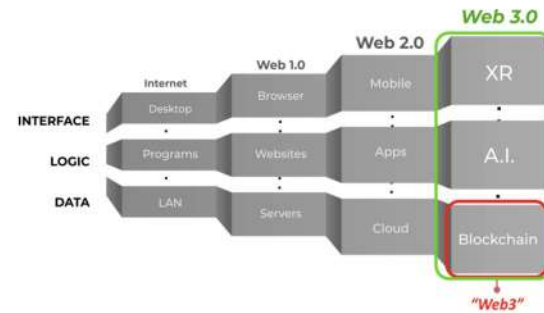 Web 3.0
Web 2.0
Web 1.0
Internet
INTERFACE
Desktop
Browser
Mobile
XR
LOGIC
Programs
Websites
Apps
A.I.
DATA
LAN
Servers
Cloud
Blockchain
"Web3"